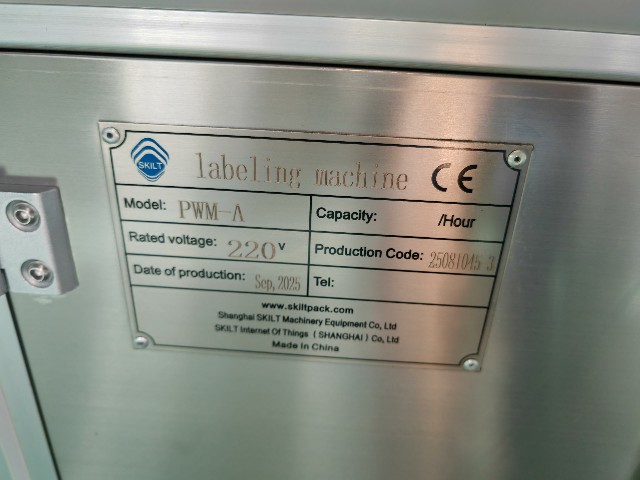 SKILT
labeling machine CE
Model: PWM-A
Capacity: /Hour
Rated voltage: 220V
Production Code: 25081045 3
Date of production: Sep,2025
Tel:
www.skiltpack.com
Shanghai SKILT Machinery Equipment Co, Ltd
SKILT Internet Of Things ( SHANGHAI ) Co, Ltd
Made in China